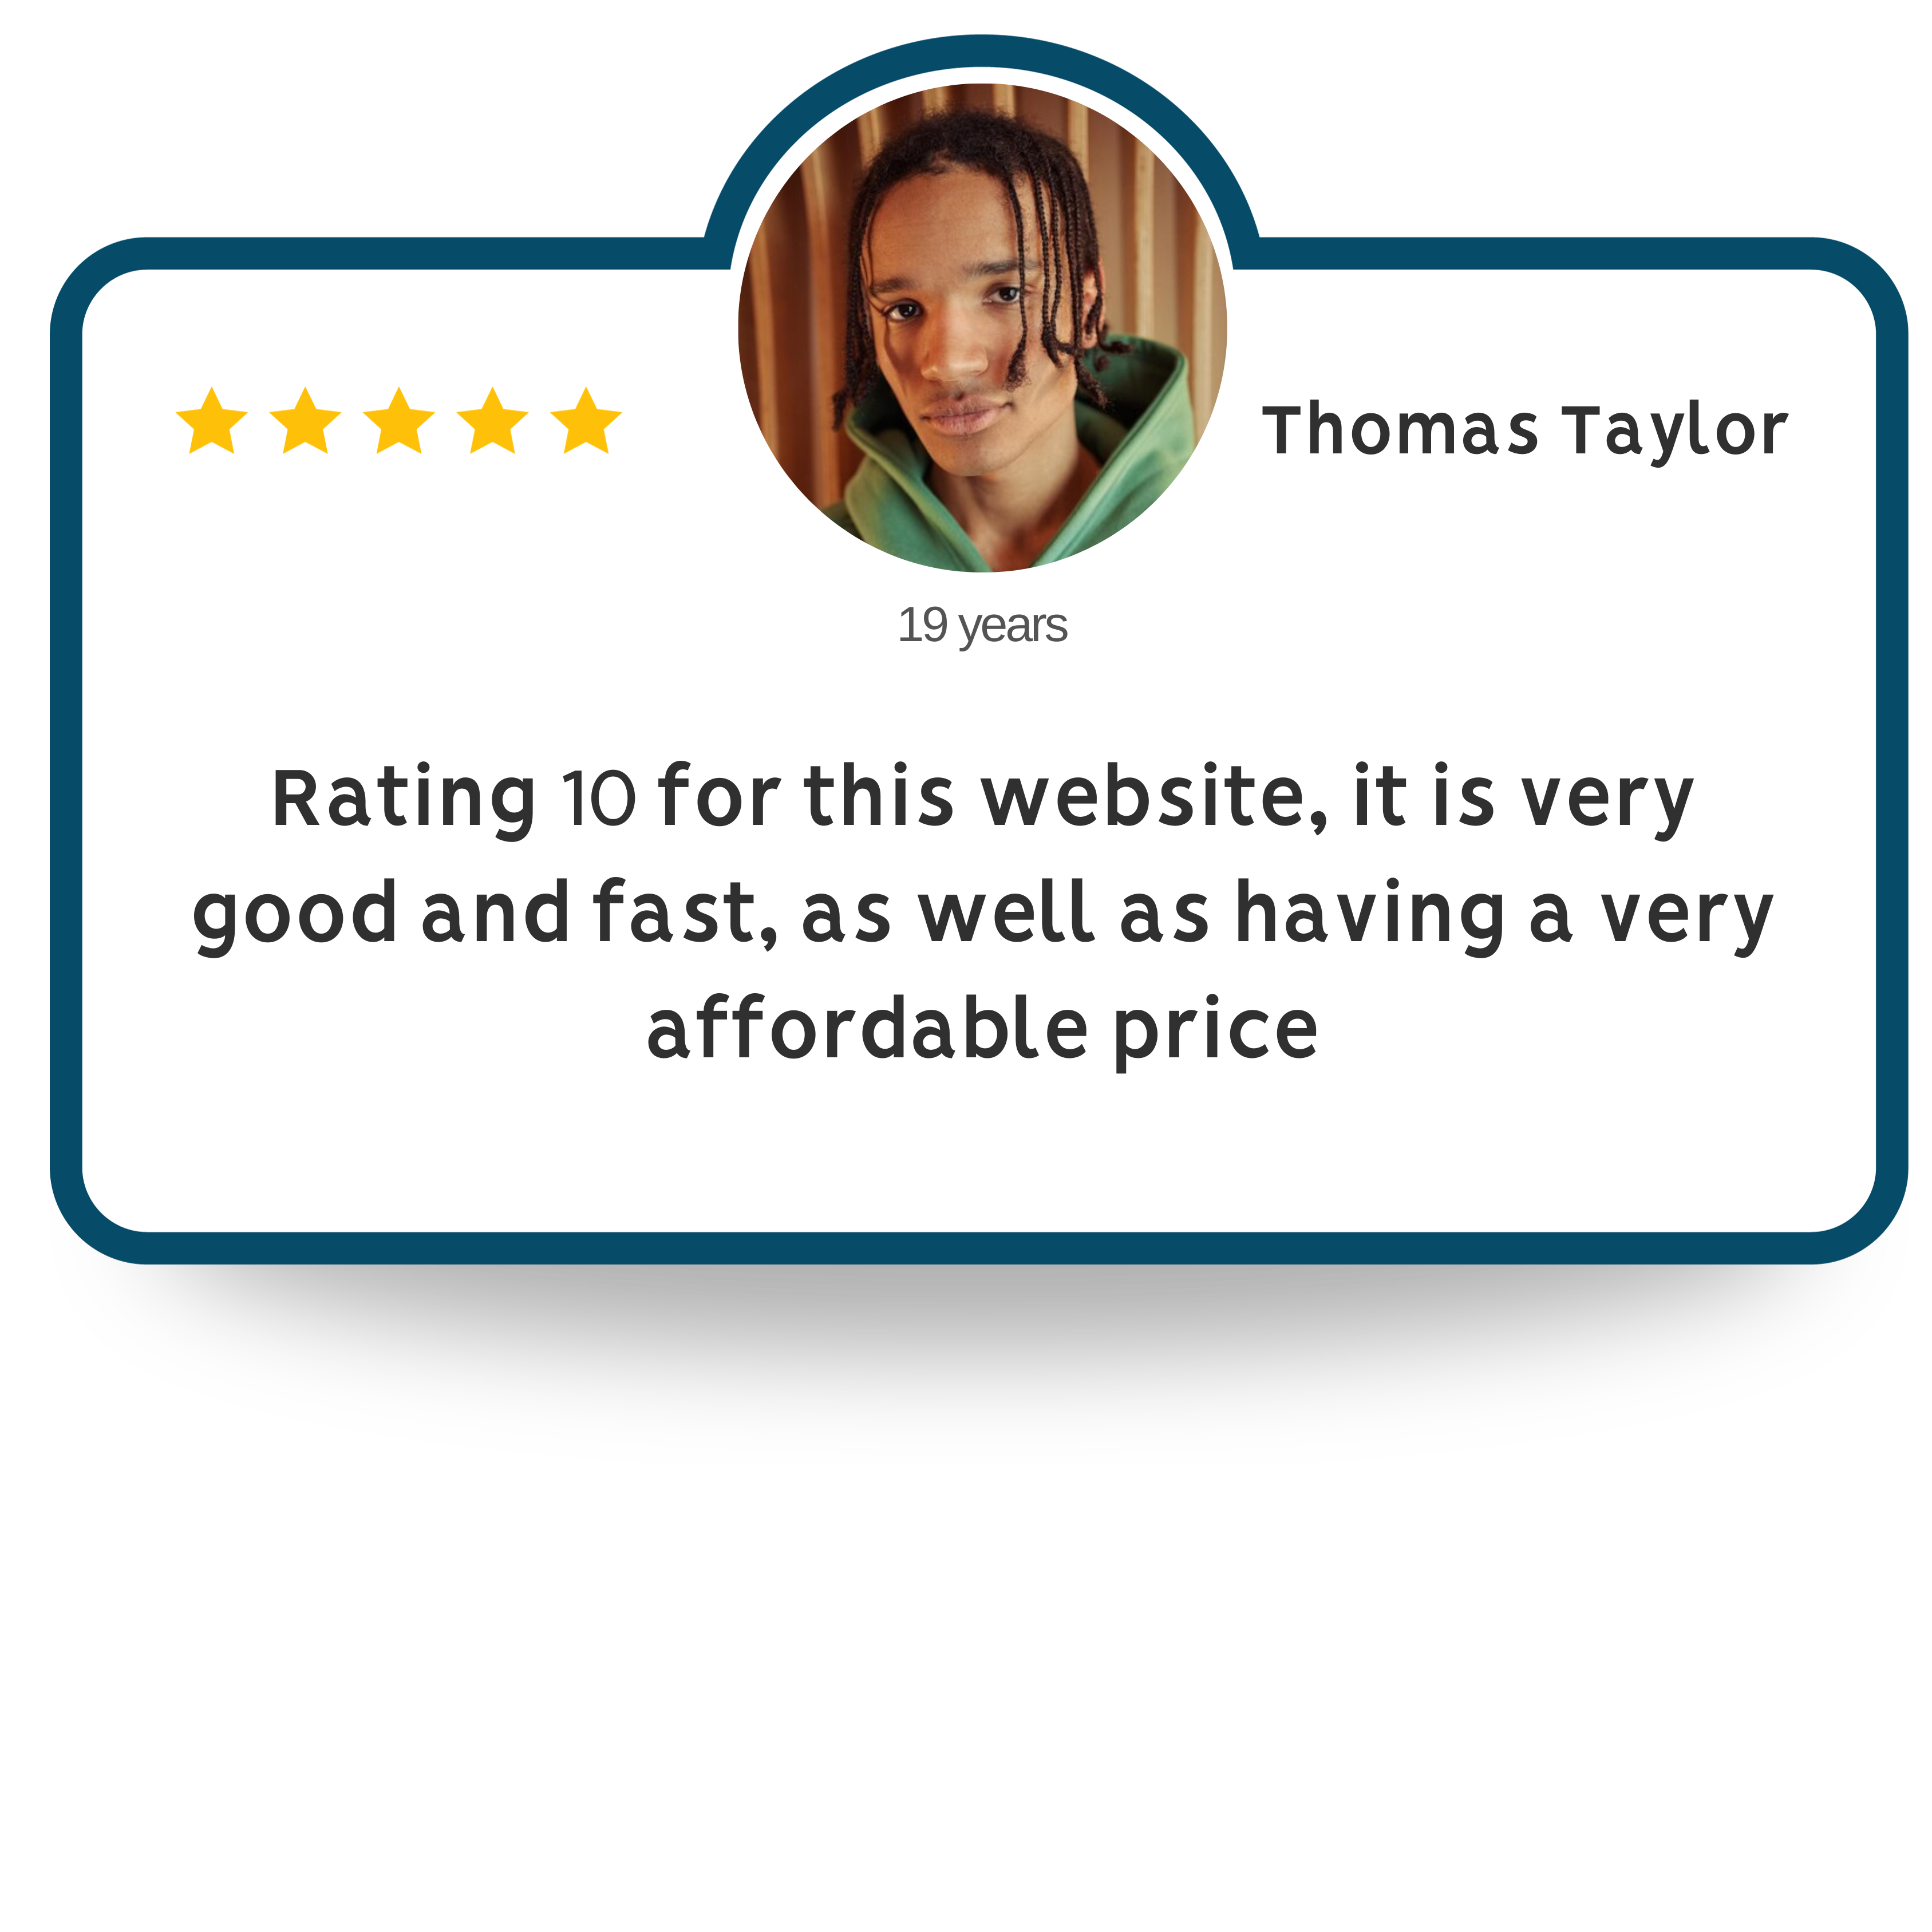 Thomas Taylor
19 years
Rating 10 for this website, it is very
good and fast, as well as having a very
affordable price